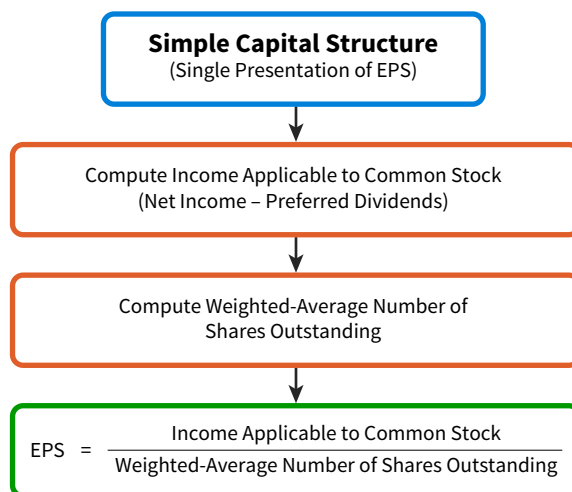 Simple Capital Structure
(Single Presentation of EPS)
Compute Income Applicable to Common Stock
(Net Income – Preferred Dividends)
Compute Weighted-Average Number of
Shares Outstanding
EPS = Income Applicable to Common Stock
Weighted-Average Number of Shares Outstanding